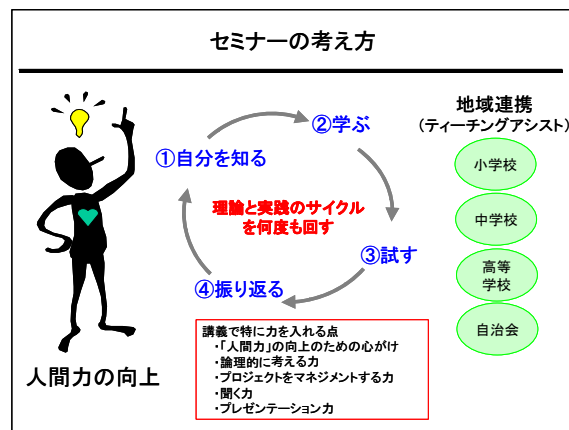 セミナーの考え方
地域連携
(ティーチングアシスト)
②学ぶ
①自分を知る
小学校
理論と実践のサイクル
を何度も回す
中学校
③試す
高等
学校
④振り返る
自治会
講義で特に力を入れる点
・「人間力」の向上のための心がけ
・論理的に考える力
・プロジェクトをマネジメントする力
・聞く力
・プレゼンテーション力
人間力の向上